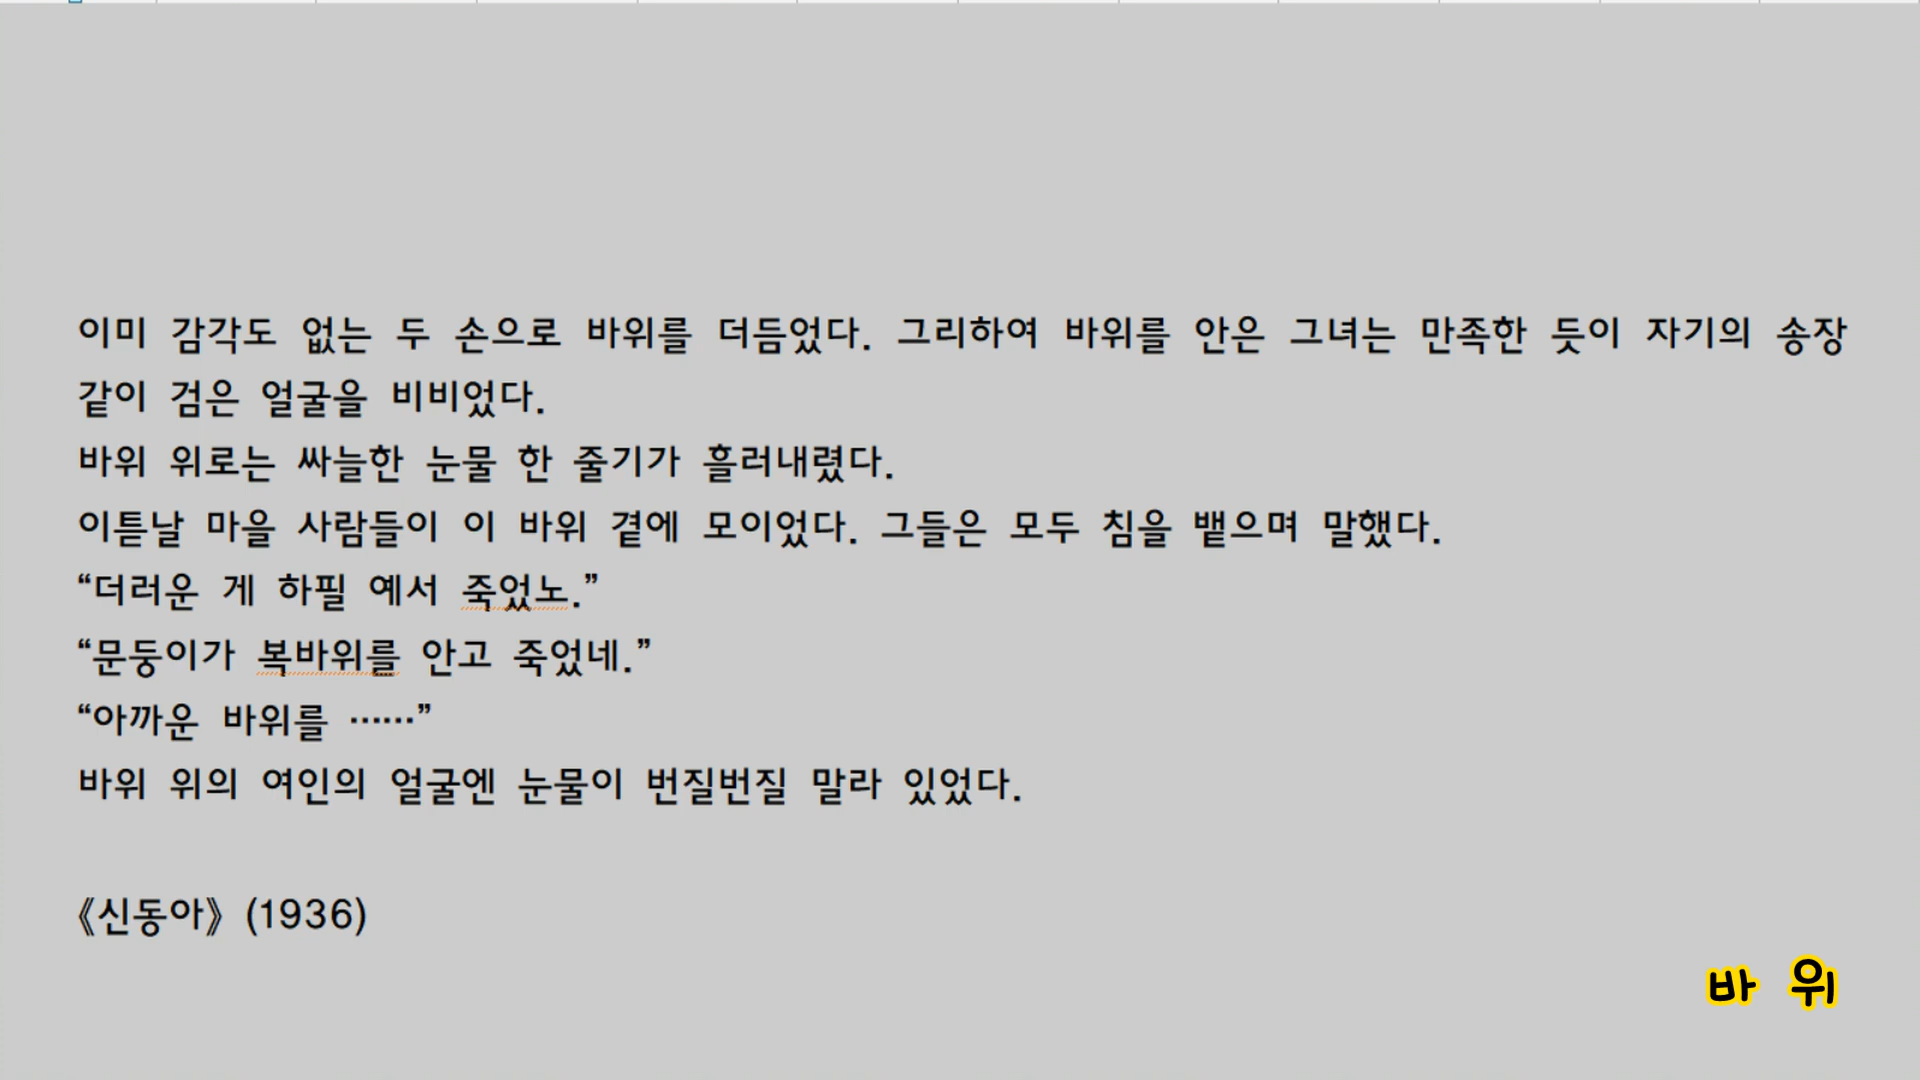 이미 감각도 없는 두 손으로 바위를 더듬었다. 그리하여 바위를 안은 그녀는 만족한 듯이 자기의 송장
같이 검은 얼굴을 비비었다.
바위 위로는 싸늘한 눈물 한 줄기가 흘러내렸다.
이튿날 마을 사람들이 이 바위 곁에 모이었다. 그들은 모두 침을 뱉으며 말했다.
“더러운 게 하필 예서 죽었노.”
“문둥이가 복바위를 안고 죽었네.”
“아까운 바위를 ······”
바위 위의 여인의 얼굴엔 눈물이 번질번질 말라 있었다.
《신동아》(1936)
바 위